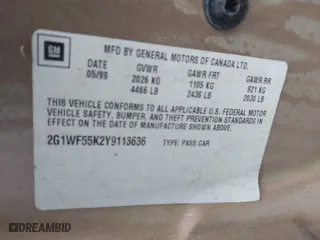 GM
MFD BY GENERAL MOTORS OF CANADA LTD.
DATE GVWR GAWR FRT GAWR RR
05/99 2026 KG 1105 KG 921 KG
4466 LB 2436 LB 2030 LB
THIS VEHICLE CONFORMS TO ALL APPLICABLE U.S. FEDERAL MOTOR
VEHICLE SAFETY, BUMPER, AND THEFT PREVENTION STANDARDS
IN EFFECT ON THE DATE OF MANUFACTURE SHOWN ABOVE.
2G1WF55K2Y9113636 TYPE: PASS CAR